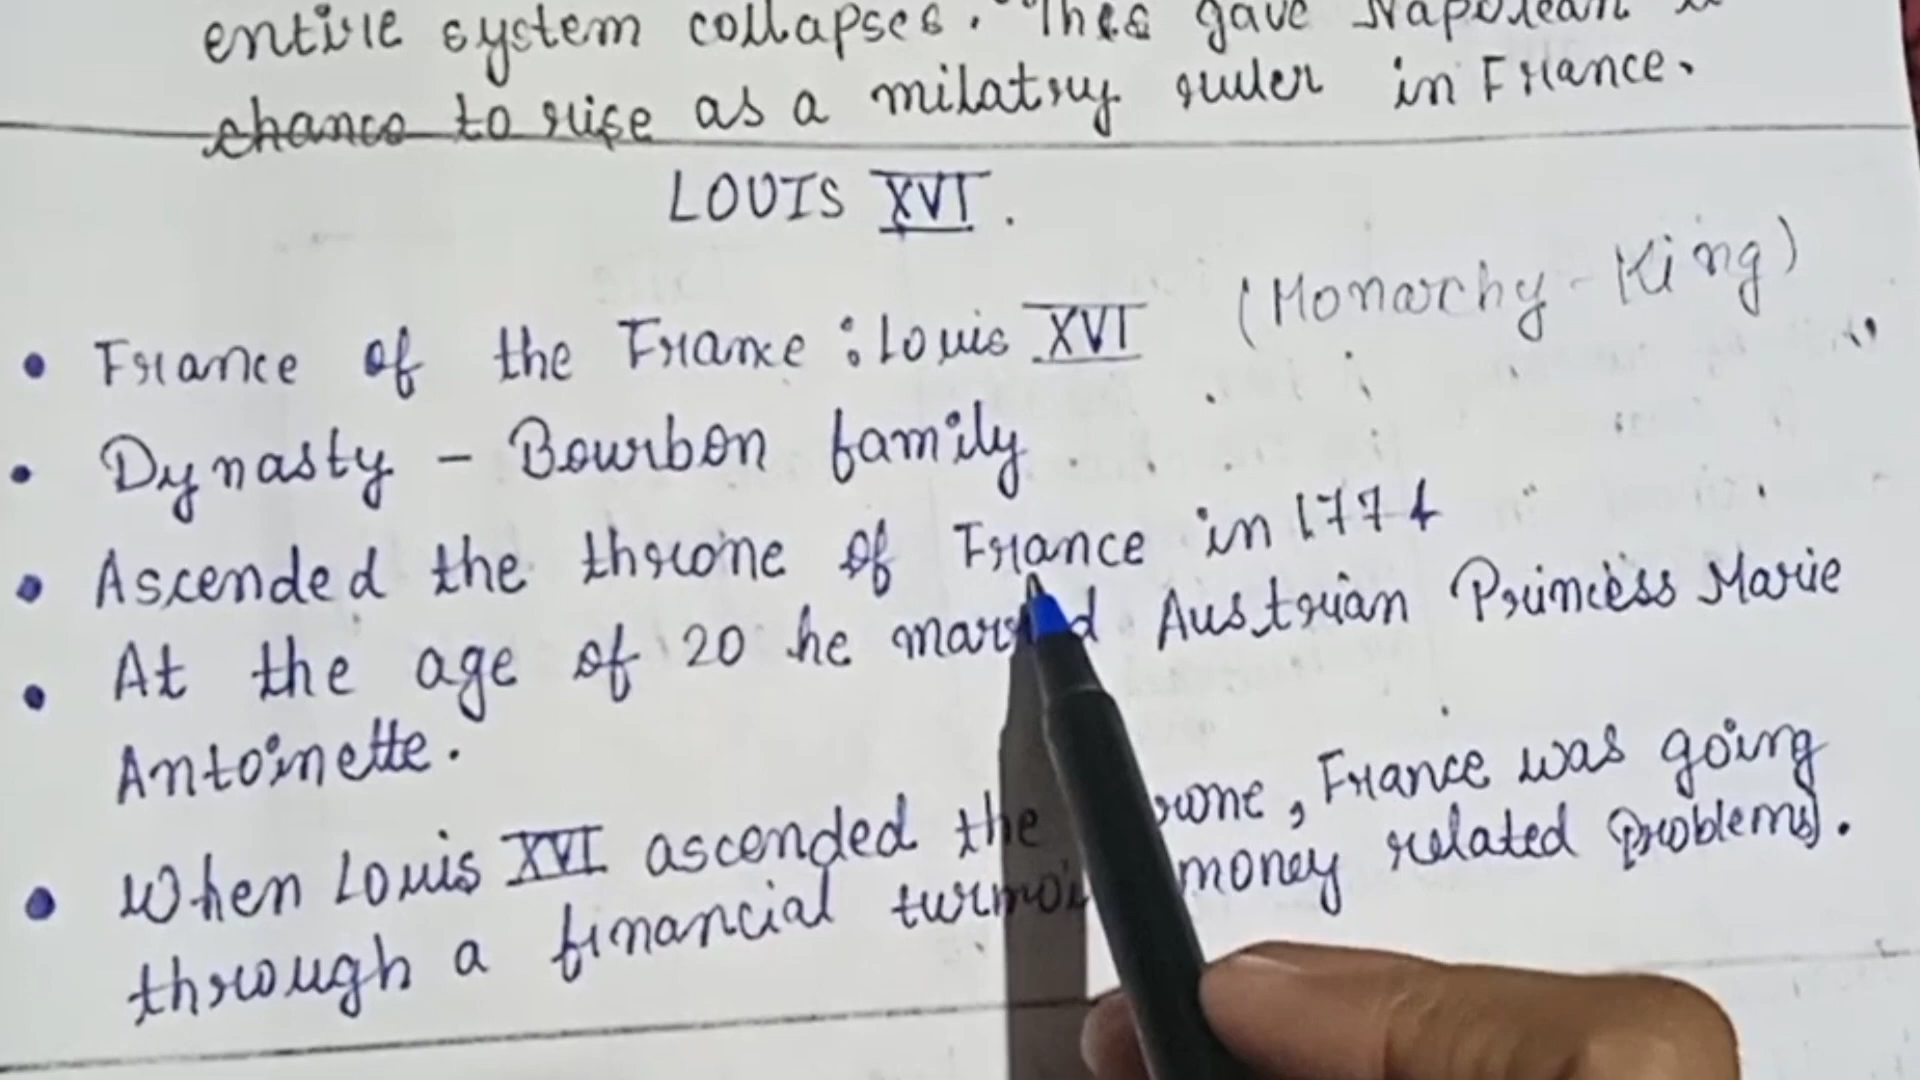 entire system collapses. This gave Napolean a
chance to rise as a milatry ruler in France.
LOUIS XVI.
(Monarchy - King)
• France of the France : Louis XVI
• Dynasty - Bourbon family
• Ascended the throne of France in 1774
• At the age of 20 he married Austrian Princess Marie
Antoinette.
• When Louis XVI ascended the throne, France was going
through a financial turmoil money related problems.